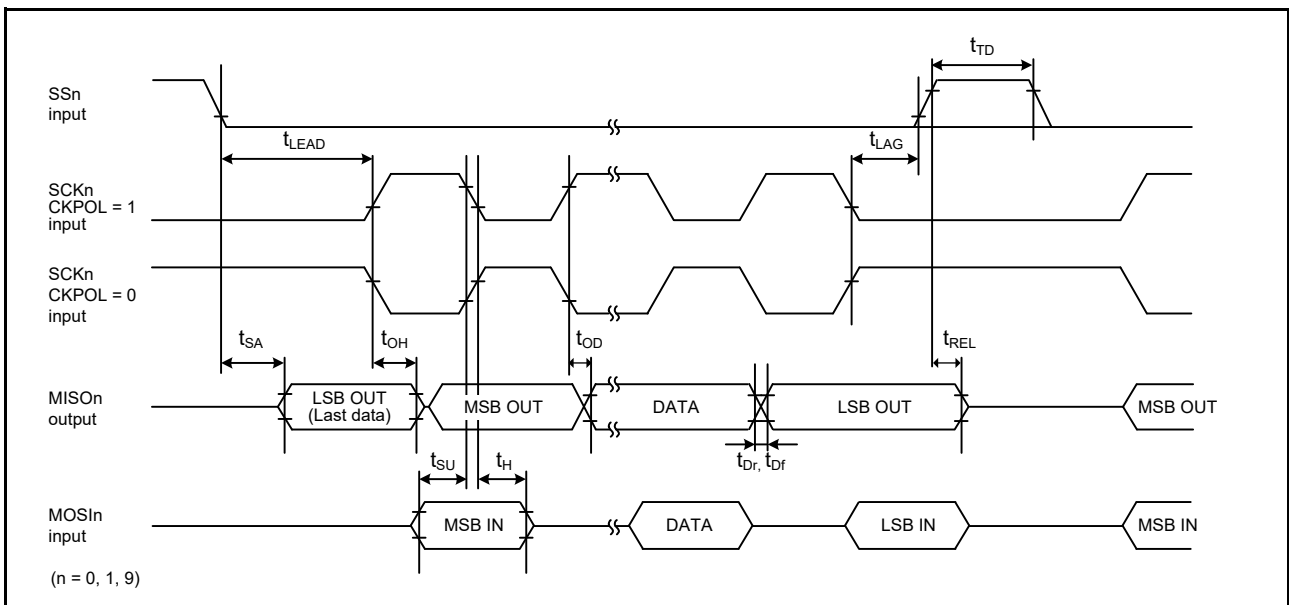 tTD
SSn
input
tLEAD
tLAG
SCKn
CKPOL = 1
input
SCKn
CKPOL = 0
input
tSA
tOH
tOD
tREL
MISOn
output
LSB OUT
(Last data)
MSB OUT
DATA
LSB OUT
MSB OUT
tSU
tH
tDr, tDf
MOSIn
input
MSB IN
DATA
LSB IN
MSB IN
(n = 0, 1, 9)